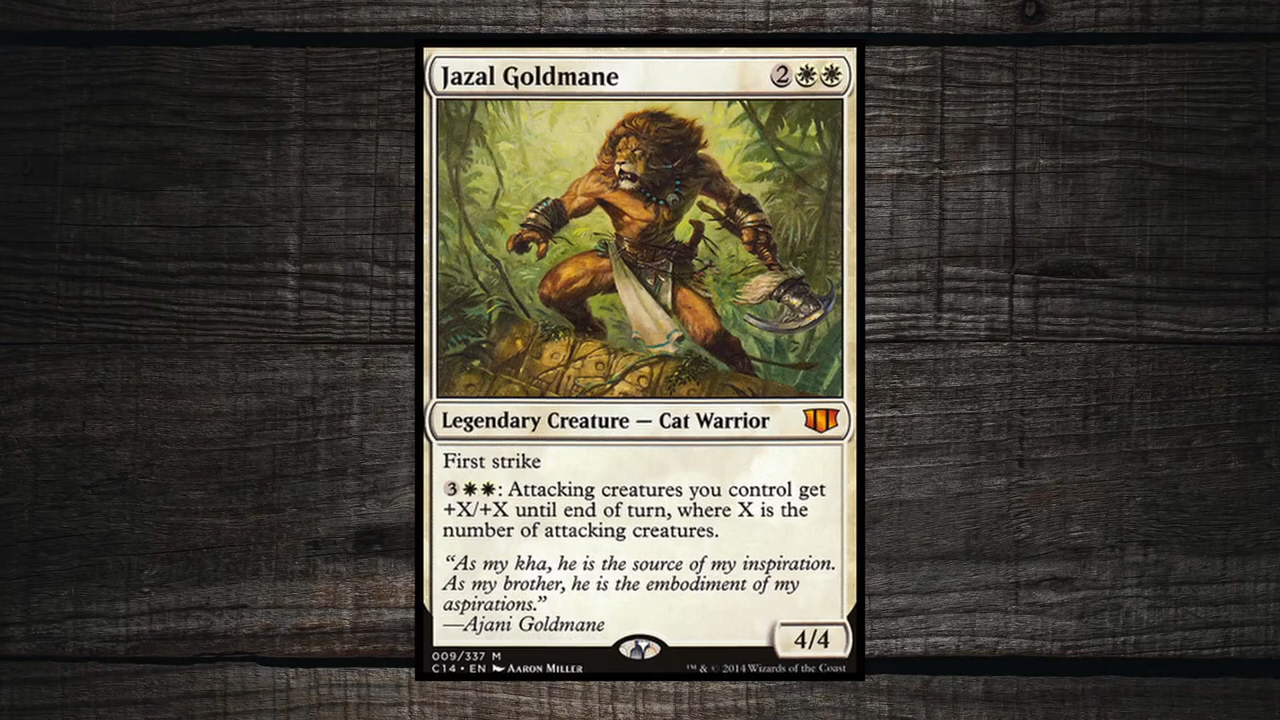 Jazal Goldmane 2
Legendary Creature — Cat Warrior
First strike
3: Attacking creatures you control get
+X/+X until end of turn, where X is the
number of attacking creatures.
“As my kha, he is the source of my inspiration.
As my brother, he is the embodiment of my
aspirations.”
—Ajani Goldmane
4/4
009/337 M
C14 • EN Aaron Miller
™ & © 2014 Wizards of the Coast